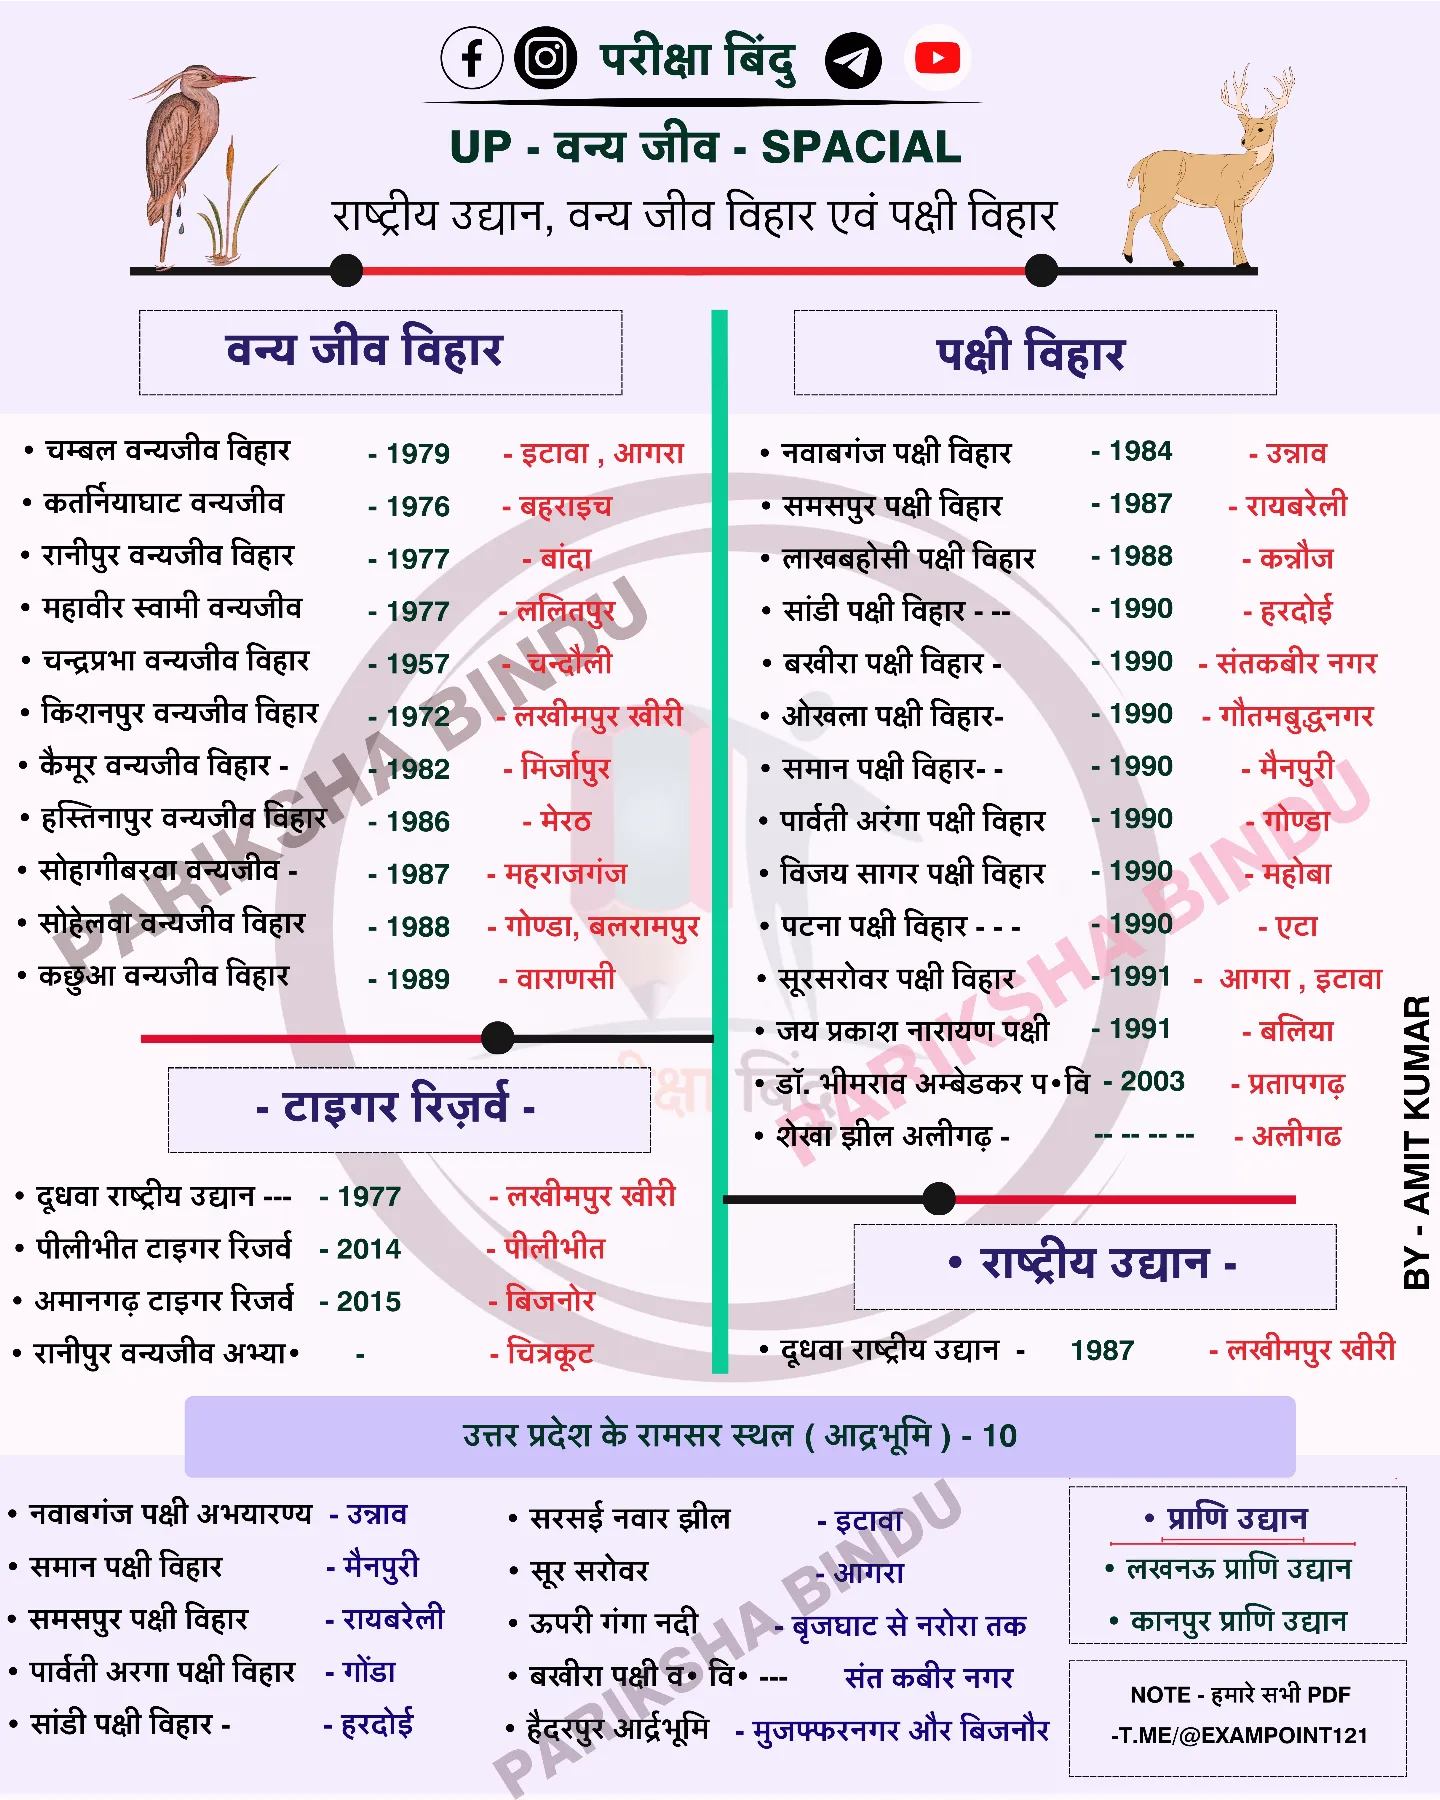 परीक्षा बिंदु
UP - वन्य जीव - SPACIAL
राष्ट्रीय उद्यान, वन्य जीव विहार एवं पक्षी विहार
वन्य जीव विहार
• चम्बल वन्यजीव विहार - 1979 - इटावा , आगरा
• कतर्नियाघाट वन्यजीव - 1976 - बहराइच
• रानीपुर वन्यजीव विहार - 1977 - बांदा
• महावीर स्वामी वन्यजीव - 1977 - ललितपुर
• चन्द्रप्रभा वन्यजीव विहार - 1957 - चन्दौली
• किशनपुर वन्यजीव विहार - 1972 - लखीमपुर खीरी
• कैमूर वन्यजीव विहार - - 1982 - मिर्जापुर
• हस्तिनापुर वन्यजीव विहार - 1986 - मेरठ
• सोहागीबरवा वन्यजीव - - 1987 - महराजगंज
• सोहेलवा वन्यजीव विहार - 1988 - गोण्डा, बलरामपुर
• कछुआ वन्यजीव विहार - 1989 - वाराणसी
- टाइगर रिज़र्व -
• दूधवा राष्ट्रीय उद्यान --- - 1977 - लखीमपुर खीरी
• पीलीभीत टाइगर रिजर्व - 2014 - पीलीभीत
• अमानगढ़ टाइगर रिजर्व - 2015 - बिजनोर
• रानीपुर वन्यजीव अभ्या• - - चित्रकूट
पक्षी विहार
• नवाबगंज पक्षी विहार - 1984 - उन्नाव
• समसपुर पक्षी विहार - 1987 - रायबरेली
• लाखबहोसी पक्षी विहार - 1988 - कन्नौज
• सांडी पक्षी विहार - -- - 1990 - हरदोई
• बखीरा पक्षी विहार - - 1990 - संतकबीर नगर
• ओखला पक्षी विहार- - 1990 - गौतमबुद्धनगर
• समान पक्षी विहार- - - 1990 - मैनपुरी
• पार्वती अरंगा पक्षी विहार - 1990 - गोण्डा
• विजय सागर पक्षी विहार - 1990 - महोबा
• पटना पक्षी विहार - - - - 1990 - एटा
• सूरसरोवर पक्षी विहार - 1991 - आगरा , इटावा
• जय प्रकाश नारायण पक्षी - 1991 - बलिया
• डॉ. भीमराव अम्बेडकर प•वि - 2003 - प्रतापगढ़
• शेखा झील अलीगढ़ - -- -- -- -- - अलीगढ
• राष्ट्रीय उद्यान -
• दूधवा राष्ट्रीय उद्यान - 1987 - लखीमपुर खीरी
BY - AMIT KUMAR
PARIKSHA BINDU
PARIKSHA BINDU
उत्तर प्रदेश के रामसर स्थल ( आद्रभूमि ) - 10
• नवाबगंज पक्षी अभयारण्य - उन्नाव
• समान पक्षी विहार - मैनपुरी
• समसपुर पक्षी विहार - रायबरेली
• पार्वती अरगा पक्षी विहार - गोंडा
• सांडी पक्षी विहार - - हरदोई
• सरसई नवार झील - इटावा
• सूर सरोवर - आगरा
• ऊपरी गंगा नदी - बृजघाट से नरोरा तक
• बखीरा पक्षी व• वि• --- संत कबीर नगर
• हैदरपुर आर्द्रभूमि - मुजफ्फरनगर और बिजनौर
PARIKSHA BINDU
• प्राणि उद्यान
• लखनऊ प्राणि उद्यान
• कानपुर प्राणि उद्यान
NOTE - हमारे सभी PDF
-T.ME/@EXAMPOINT121